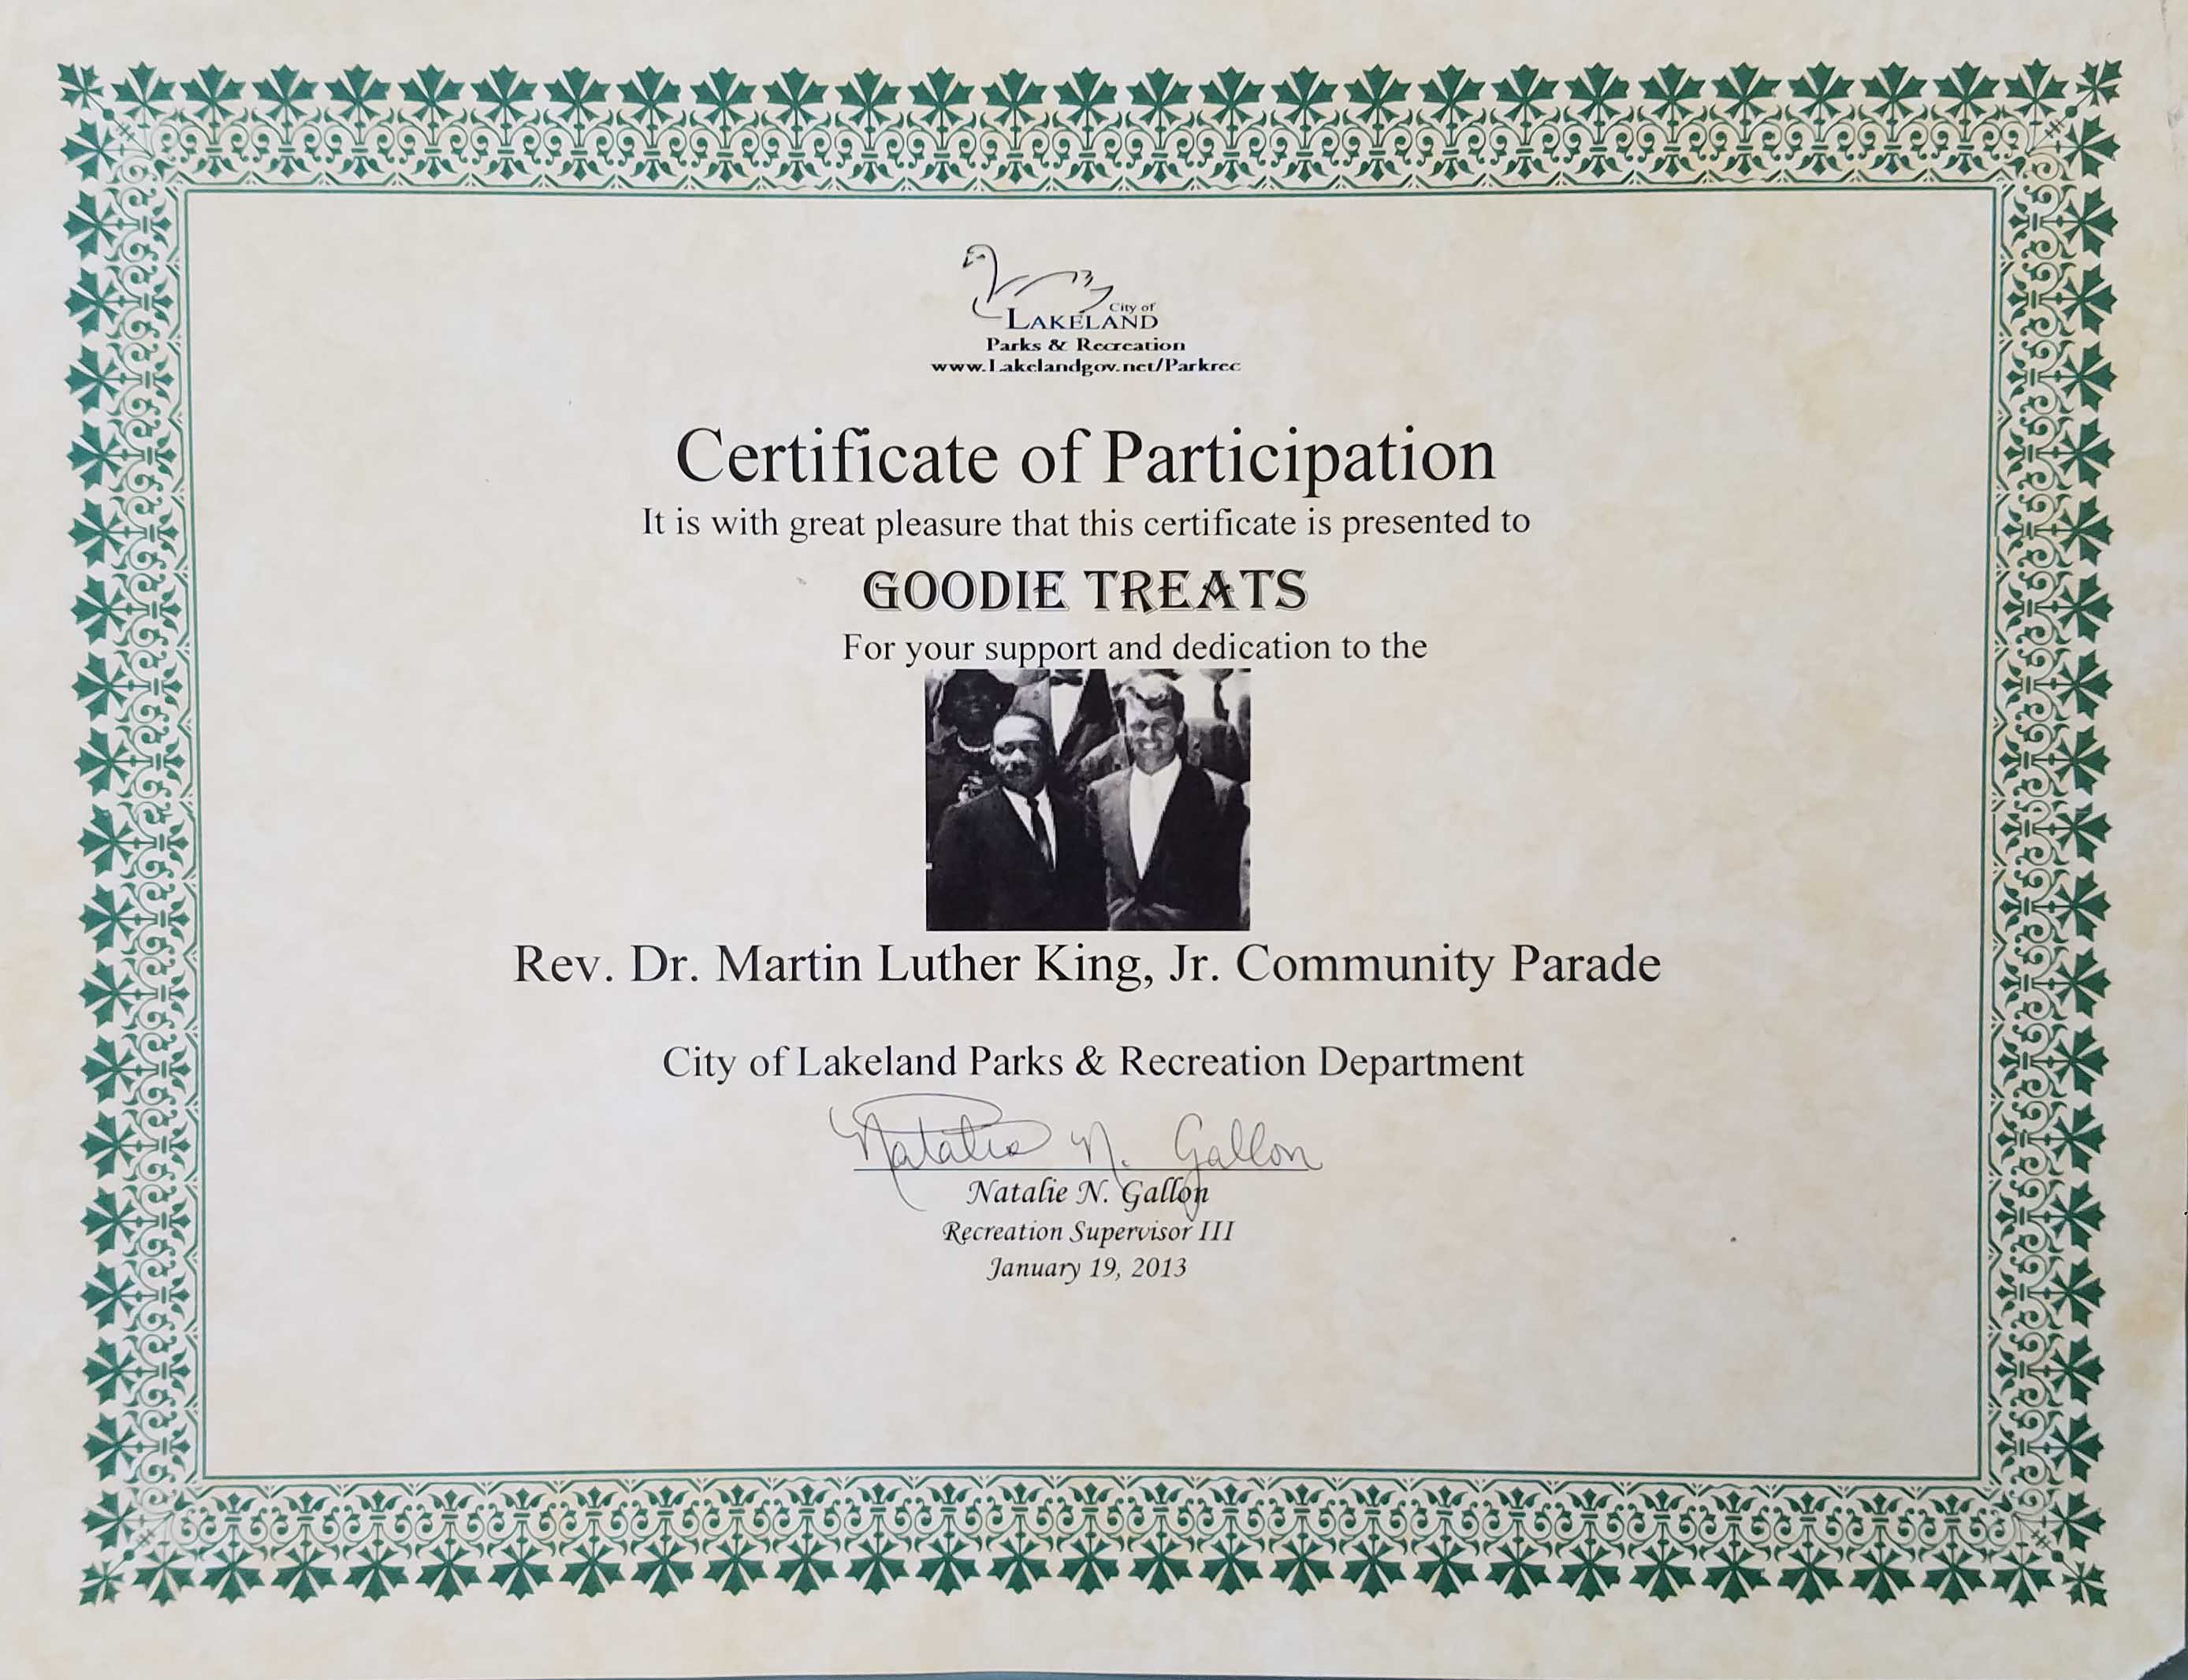 City of
LAKELAND
Parks & Recreation
www.Lakelandgov.net/Parkrec
Certificate of Participation
It is with great pleasure that this certificate is presented to
GOODIE TREATS
For your support and dedication to the
Rev. Dr. Martin Luther King, Jr. Community Parade
City of Lakeland Parks & Recreation Department
Natalie N. Gallon
Natalie N. Gallon
Recreation Supervisor III
January 19, 2013